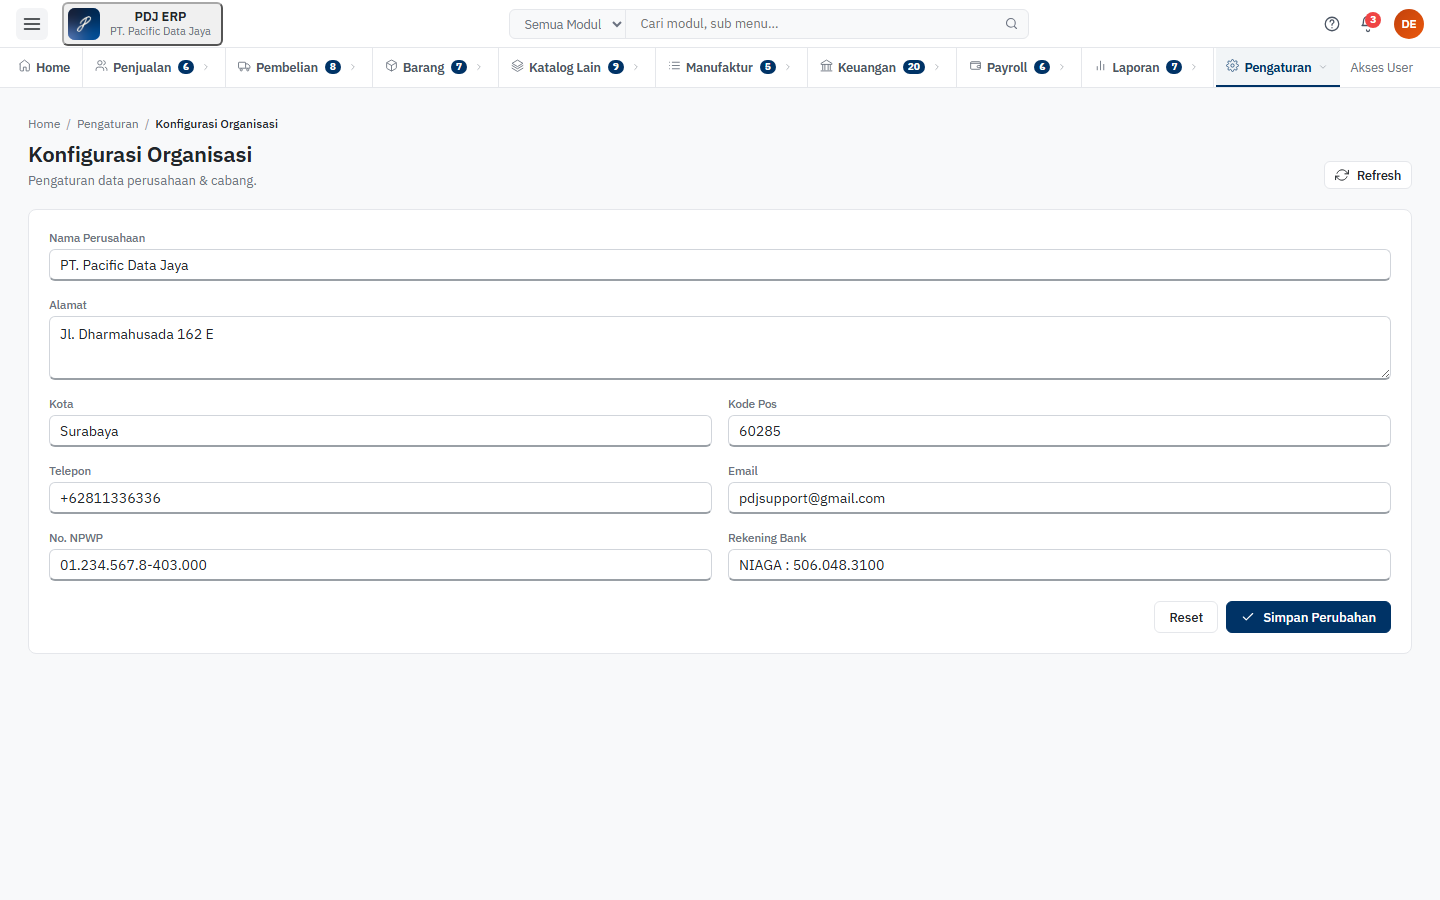 PDJ ERP
PT. Pacific Data Jaya
Semua Modul
Cari modul, sub menu...
3
DE
Home
Penjualan 6
Pembelian 8
Barang 7
Katalog Lain 9
Manufaktur 5
Keuangan 20
Payroll 6
Laporan 7
Pengaturan
Akses User
Home / Pengaturan / Konfigurasi Organisasi
Konfigurasi Organisasi
Pengaturan data perusahaan & cabang.
Refresh
Nama Perusahaan
PT. Pacific Data Jaya
Alamat
Jl. Dharmahusada 162 E
Kota
Surabaya
Kode Pos
60285
Telepon
+62811336336
Email
pdjsupport@gmail.com
No. NPWP
01.234.567.8-403.000
Rekening Bank
NIAGA : 506.048.3100
Reset
Simpan Perubahan